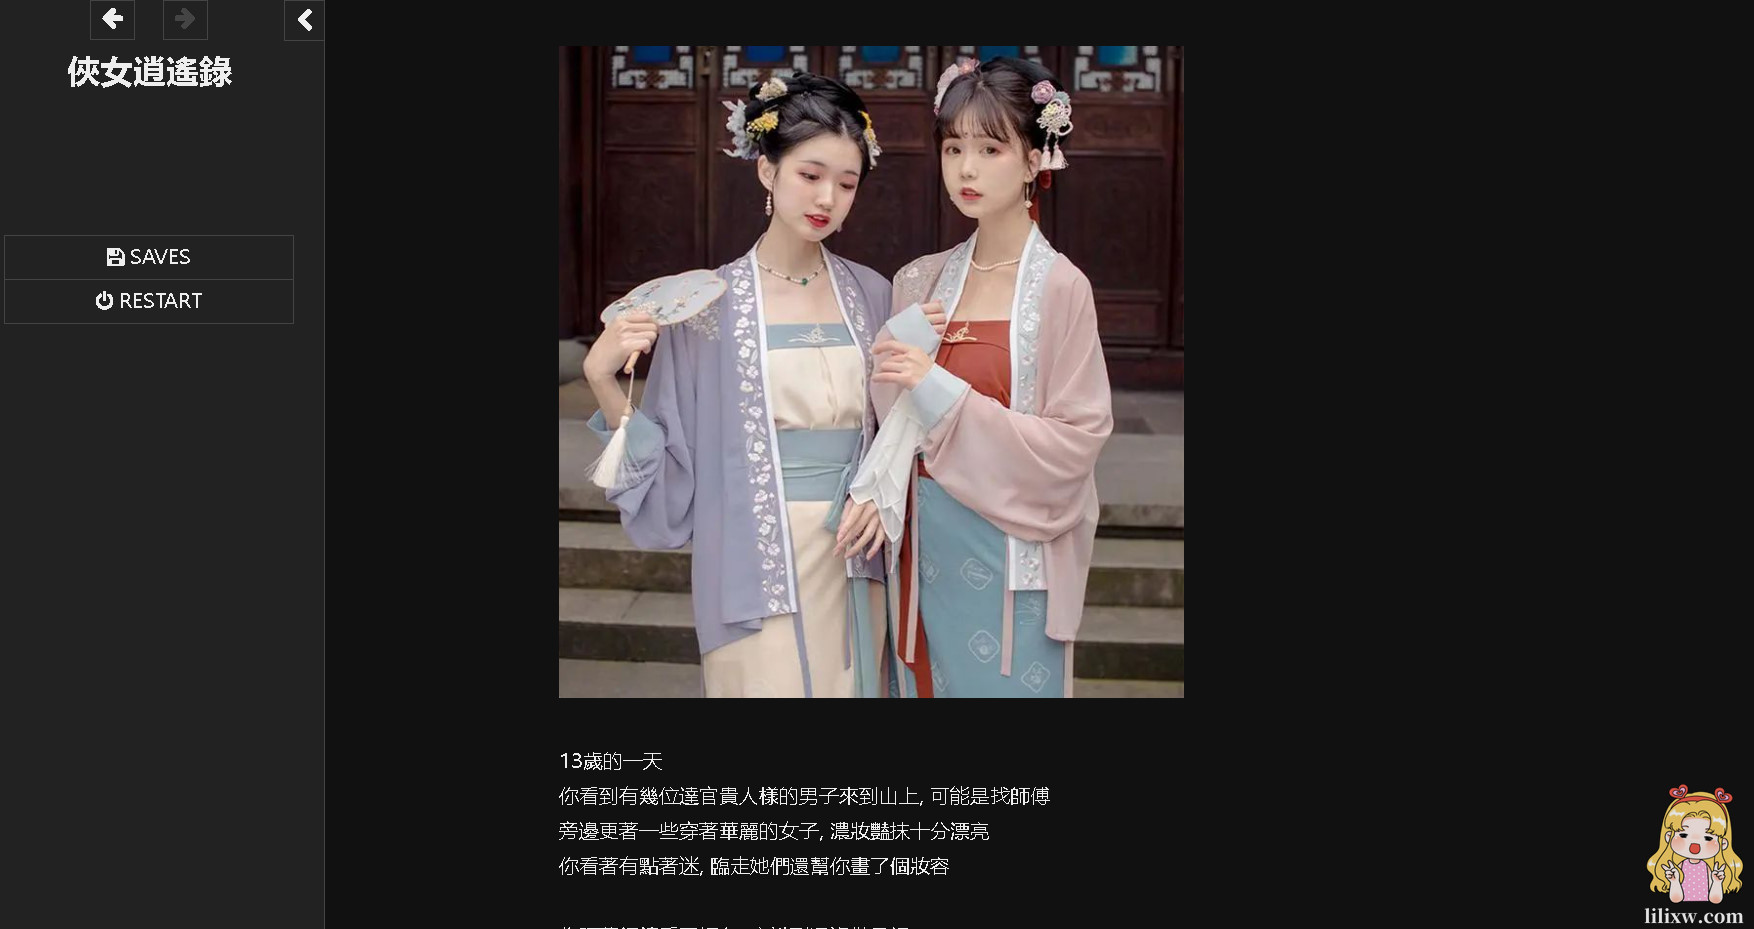 俠女逍遙錄
SAVES
RESTART
13歲的一天
你看到有幾位達官貴人樣的男子來到山上, 可能是找師傅
旁邊更著一些穿著華麗的女子, 濃妝豔抹十分漂亮
你看著有點著迷, 臨走她們還幫你畫了個妝容
lilixw.com